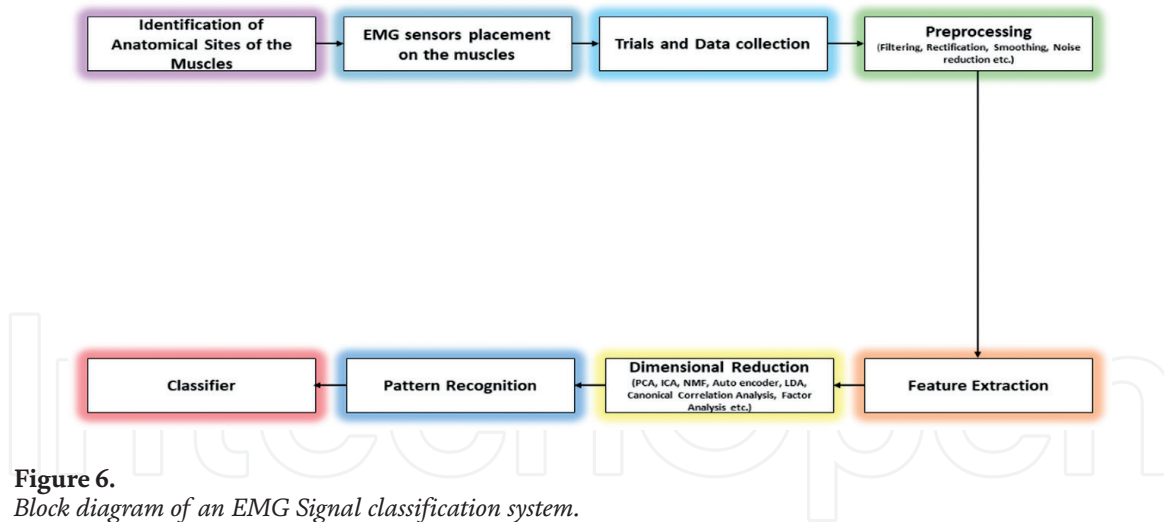 Identification of
Anatomical Sites of the
Muscles
EMG sensors placement
on the muscles
Trials and Data collection
Preprocessing
(Filtering, Rectification, Smoothing, Noise
reduction etc.)
Classifier
Pattern Recognition
Dimensional Reduction
(PCA, ICA, NMF, Auto encoder, LDA,
Canonical Correlation Analysis, Factor
Analysis etc.)
Feature Extraction
IntechOpen
Figure 6.
Block diagram of an EMG Signal classification system.